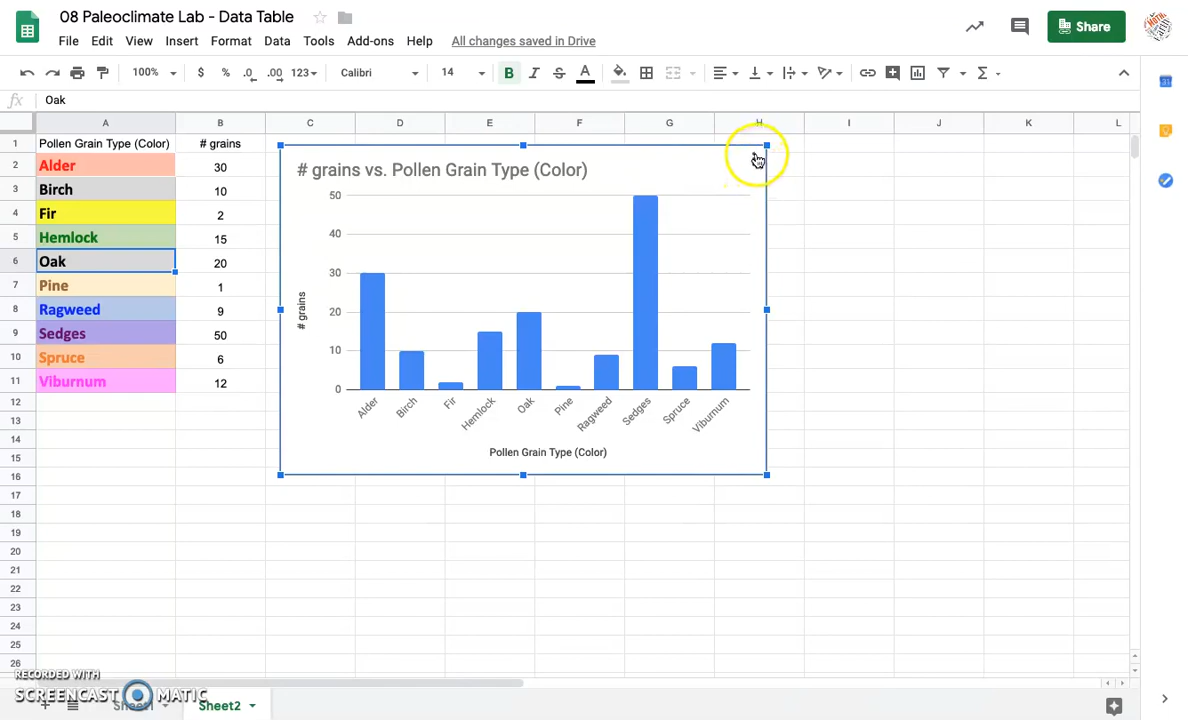 08 Paleoclimate Lab - Data Table
File Edit View Insert Format Data Tools Add-ons Help All changes saved in Drive
Share
100% $ % .0 .00 123 Calibri 14 B I S A
fx Oak
A B C D E F G H I J K L
1 Pollen Grain Type (Color) # grains
2 Alder 30
3 Birch 10
4 Fir 2
5 Hemlock 15
6 Oak 20
7 Pine 1
8 Ragweed 9
9 Sedges 50
10 Spruce 6
11 Viburnum 12
12
13
14
15
16
17
18
19
20
21
22
23
24
25
26
# grains vs. Pollen Grain Type (Color)
50
40
30
20
10
0
# grains
Alder Birch Fir Hemlock Oak Pine Ragweed Sedges Spruce Viburnum
Pollen Grain Type (Color)
31
RECORDED WITH
SCREENCAST MATIC
Sheet1 Sheet2